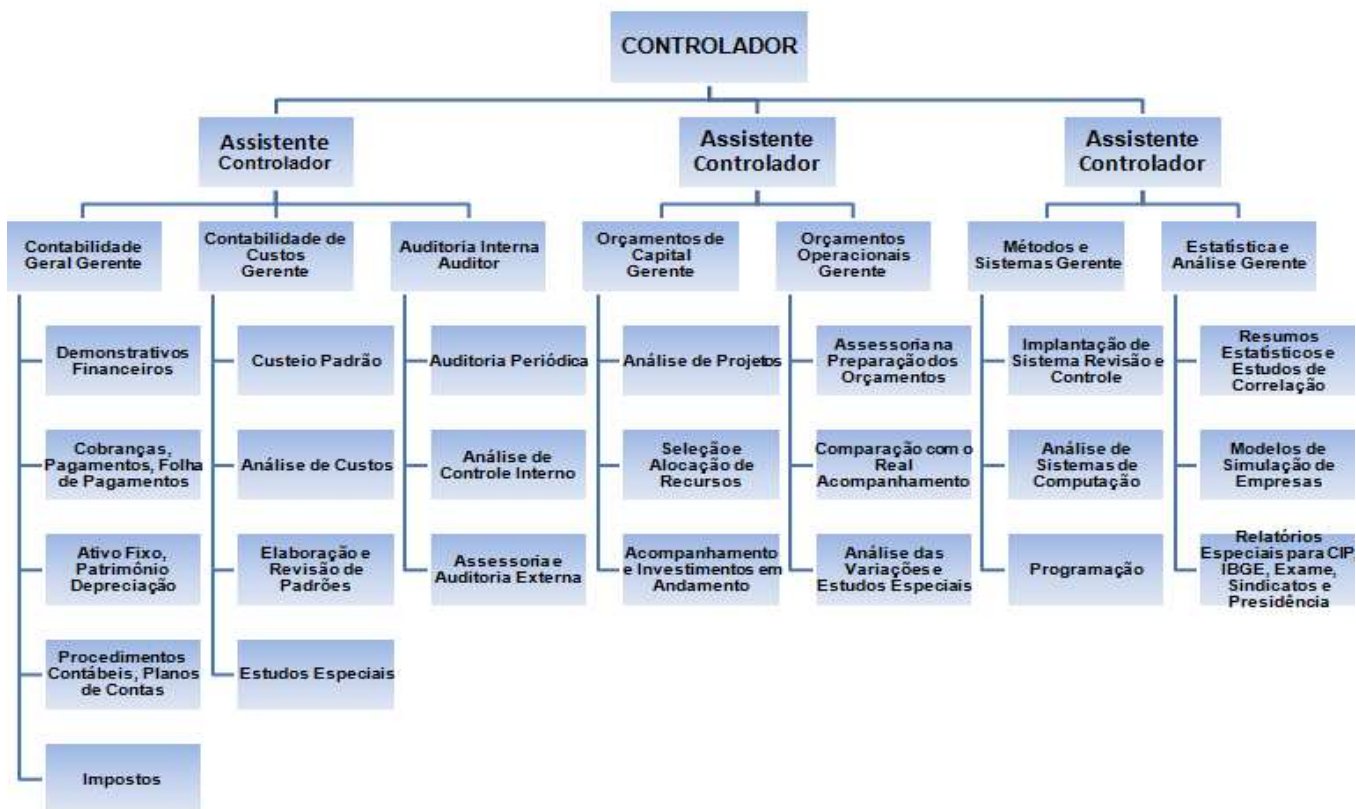 CONTROLADOR
Assistente
Controlador
Assistente
Controlador
Assistente
Controlador
Contabilidade
Geral Gerente
Contabilidade de
Custos
Gerente
Auditoria Interna
Auditor
Orçamentos de
Capital
Gerente
Orçamentos
Operacionais
Gerente
Métodos e
Sistemas Gerente
Estatistica e
Análise Gerente
Demonstrativos
Financeiros
Cobranças,
Pagamentos, Folha
de Pagamentos
Ativo Fixo,
Patrimônio
Depreciação
Procedimentos
Contábeis, Planos
de Contas
Impostos
Custeio Padrão
Análise de Custos
Elaboração e
Revisão de
Padrões
Estudos Especiais
Auditoria Periódica
Análise de
Controle Interno
Assessoria e
Auditoria Externa
Análise de Projetos
Seleção e
Alocação de
Recursos
Acompanhamento
e Investimentos em
Andamento
Assessoria na
Preparação dos
Orçamentos
Comparação com o
Real
Acompanhamento
Análise das
Variações e
Estudos Especiais
Implantação de
Sistema Revisão e
Controle
Análise de
Sistemas de
Computação
Programação
Resumos
Estatisticos e
Estudos de
Correlação
Modelos de
Simulação de
Empresas
Relatórios
Especiais para CIP,
IBGE, Exame,
Sindicatos e
Presidência